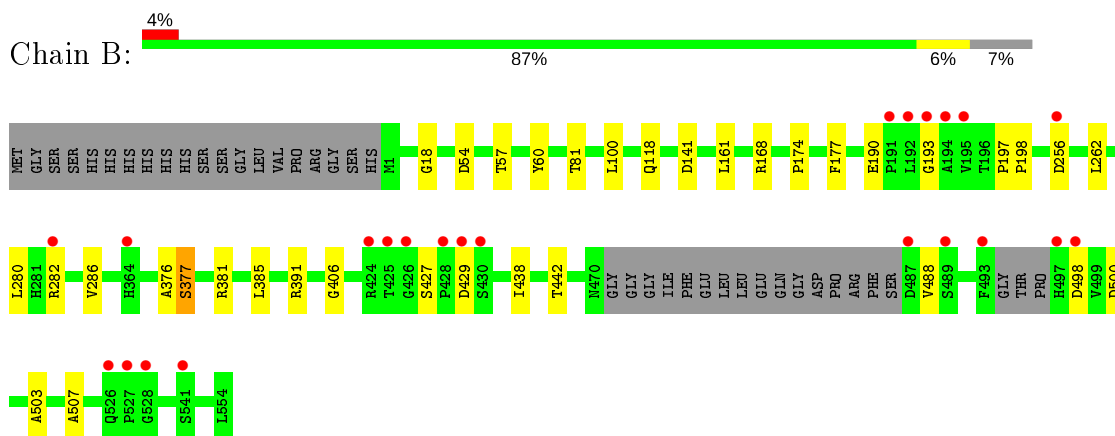 4%
Chain B:
87% 6% 7%
MET GLY SER SER HIS HIS HIS HIS HIS HIS SER SER GLY LEU VAL PRO ARG GLY SER HIS M1 G18 D54 T57 Y60 T81 L100 Q118 D141 L161 R168 P174 F177 E190 P191 L192 G193 A194 V195 T196 P197 P198 D256 L262
L280 H281 R282 V286 H364 A376 S377 R381 L385 R391 G406 R424 T425 G426 S427 P428 D429 S430 I438 T442 N470 GLY GLY GLY ILE PHE GLU LEU LEU GLU GLN GLY ASP PRO ARG PHE SER D487 V488 S489 F493 GLY THR PRO H497 D498 V499 D500
A503 A507 Q526 P527 G528 S541 L554